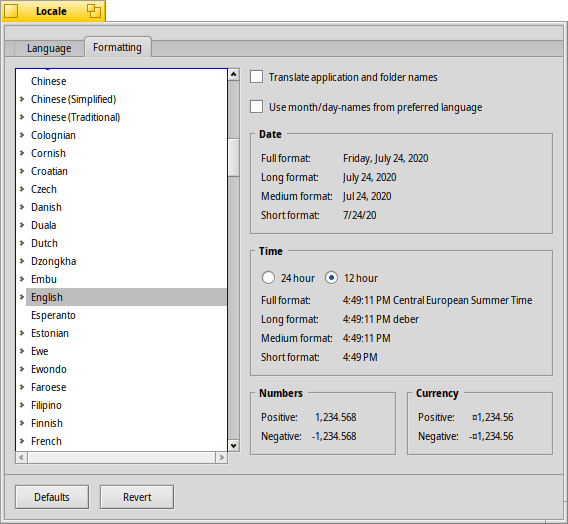 Locale
Language
Formatting
Chinese
Chinese (Simplified)
Chinese (Traditional)
Colognian
Cornish
Croatian
Czech
Danish
Duala
Dutch
Dzongkha
Embu
English
Esperanto
Estonian
Ewe
Ewondo
Faroese
Filipino
Finnish
French
Translate application and folder names
Use month/day-names from preferred language
Date
Full format: Friday, July 24, 2020
Long format: July 24, 2020
Medium format: Jul 24, 2020
Short format: 7/24/20
Time
24 hour 12 hour
Full format: 4:49:11 PM Central European Summer Time
Long format: 4:49:11 PM deber
Medium format: 4:49:11 PM
Short format: 4:49 PM
Numbers
Positive: 1,234.568
Negative: -1,234.568
Currency
Positive: ¤1,234.56
Negative: -¤1,234.56
Defaults
Revert